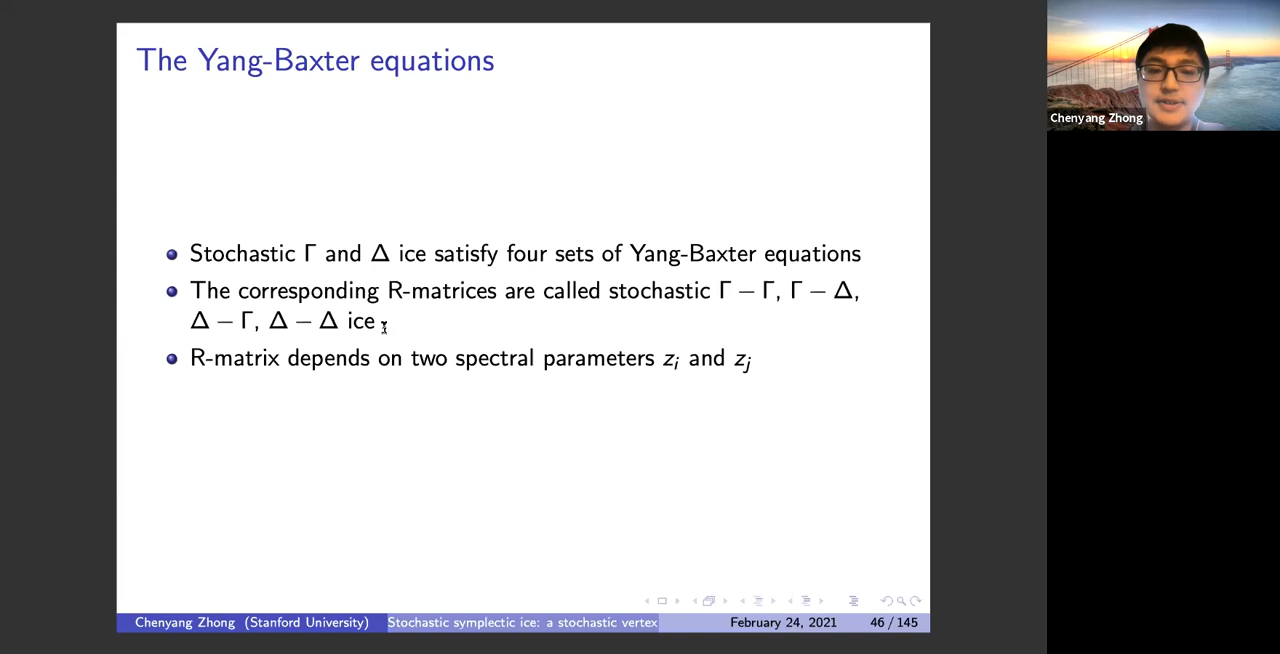 The Yang-Baxter equations
Chenyang Zhong
Stochastic Γ and Δ ice satisfy four sets of Yang-Baxter equations
The corresponding R-matrices are called stochastic Γ − Γ, Γ − Δ,
Δ − Γ, Δ − Δ ice
R-matrix depends on two spectral parameters z_i and z_j
Chenyang Zhong (Stanford University)
Stochastic symplectic ice: a stochastic vertex
February 24, 2021
46 / 145